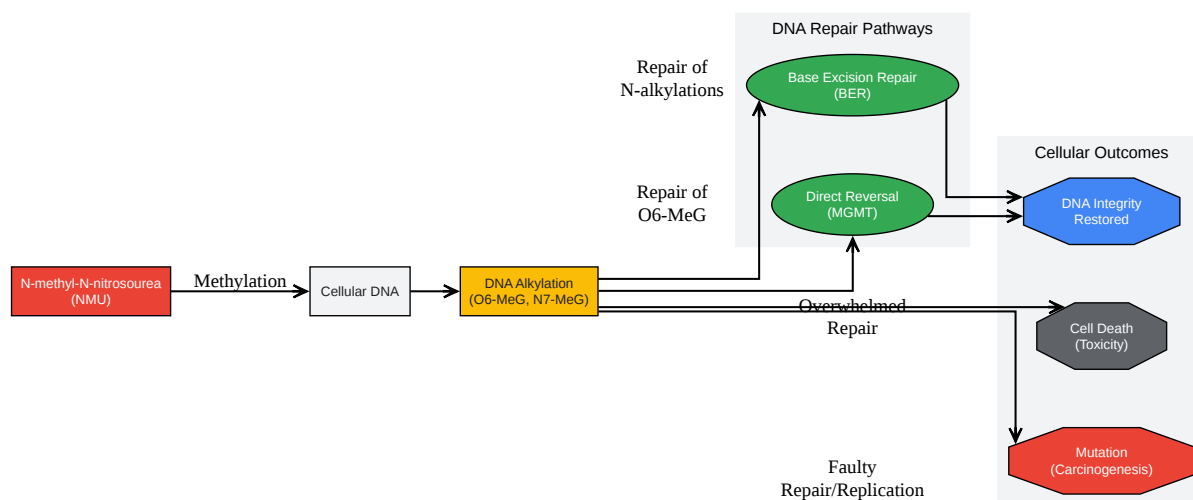 DNA Repair Pathways
Repair of
N-alkylations
Base Excision Repair
(BER)
Cellular Outcomes
Repair of
O6-MeG
Direct Reversal
(MGMT)
DNA Integrity
Restored
N-methyl-N-nitrosourea
(NMU)
Methylation
Cellular DNA
DNA Alkylation
(O6-MeG, N7-MeG)
Overwhelmed
Repair
Cell Death
(Toxicity)
Mutation
(Carcinogenesis)
Faulty
Repair/Replication